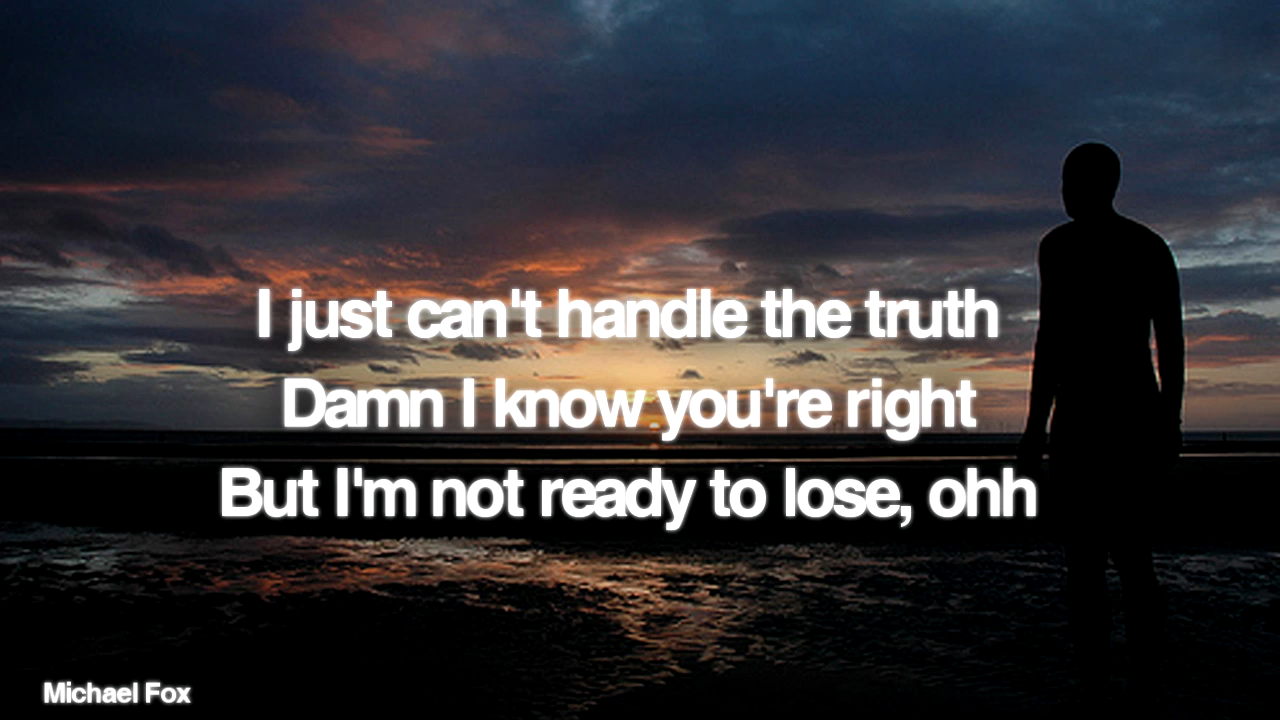 I just can't handle the truth
Damn I know you're right
But I'm not ready to lose, ohh
Michael Fox